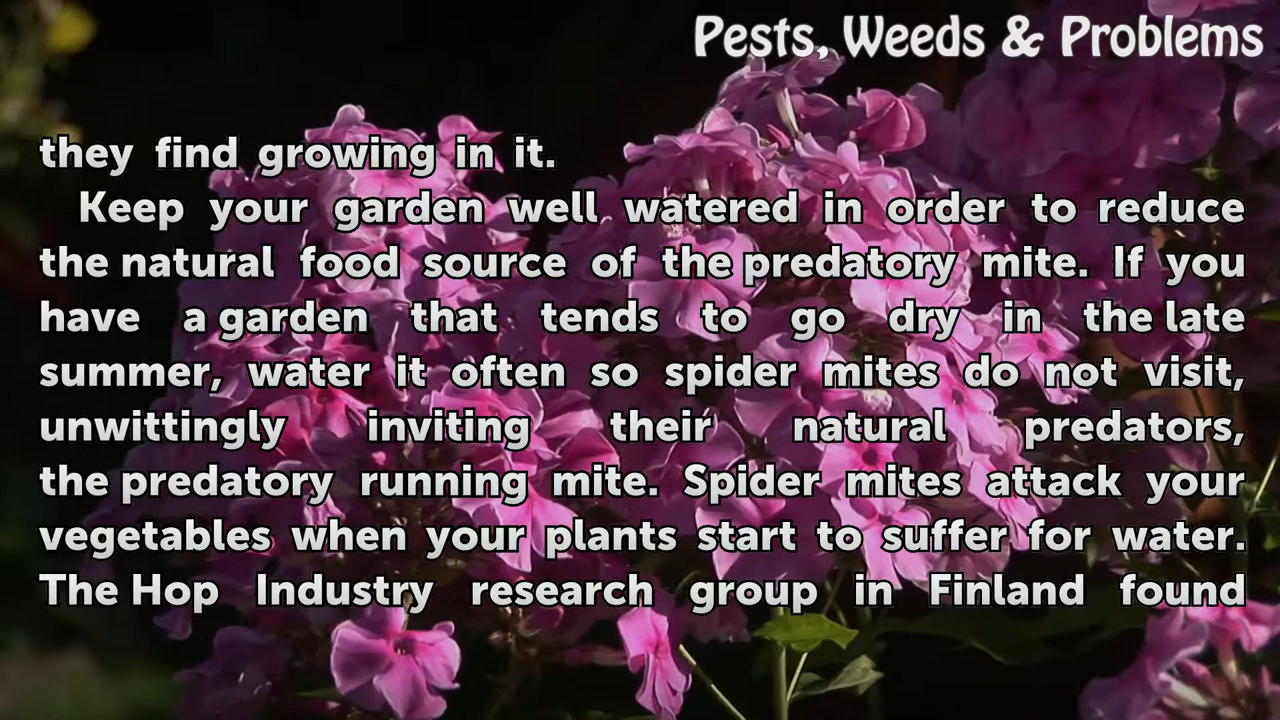 Pests, Weeds & Problems
they find growing in it.
Keep your garden well watered in order to reduce
the natural food source of the predatory mite. If you
have a garden that tends to go dry in the late
summer, water it often so spider mites do not visit,
unwittingly inviting their natural predators,
the predatory running mite. Spider mites attack your
vegetables when your plants start to suffer for water.
The Hop Industry research group in Finland found